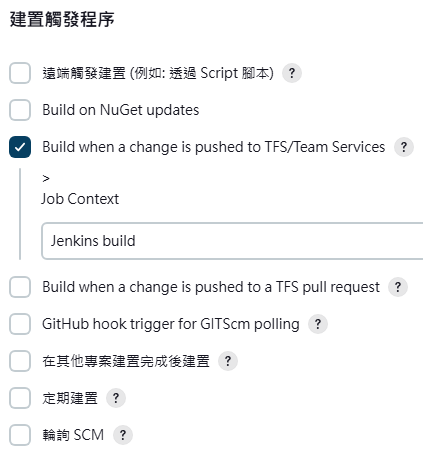 建置觸發程序
遠端觸發建置 (例如: 透過 Script 腳本) ?
Build on NuGet updates
Build when a change is pushed to TFS/Team Services ?
>
Job Context
Jenkins build
Build when a change is pushed to a TFS pull request ?
GitHub hook trigger for GITScm polling ?
在其他專案建置完成後建置 ?
定期建置 ?
輪詢 SCM ?